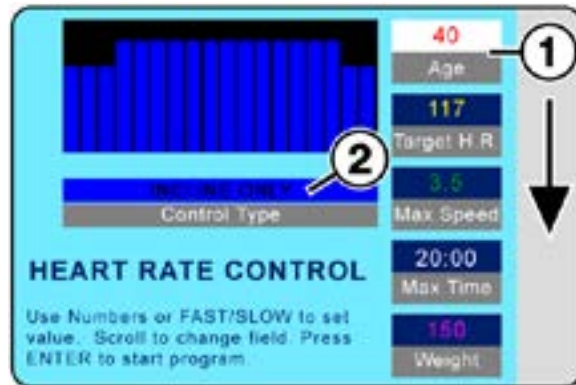 40
Age
1
117
Target H.R.
2
3.5
Max Speed
INCLINE ONLY
Control Type
20:00
Max Time
HEART RATE CONTROL
150
Weight
Use Numbers or FAST/SLOW to set
value. Scroll to change field. Press
ENTER to start program.